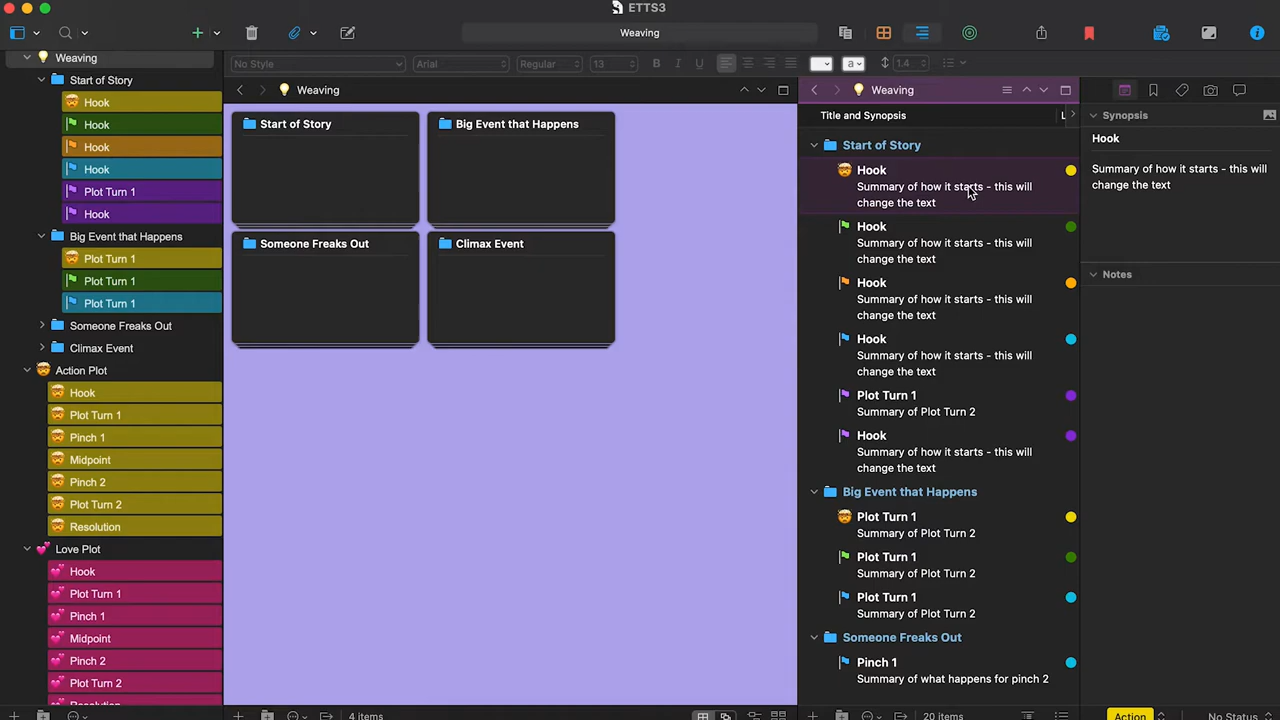 ETTS3
Weaving
No Style
Arial
Regular
13
B
I
U
a
1.4
Weaving
Start of Story
Hook
Hook
Hook
Hook
Plot Turn 1
Hook
Big Event that Happens
Plot Turn 1
Plot Turn 1
Plot Turn 1
Someone Freaks Out
Climax Event
Action Plot
Hook
Plot Turn 1
Pinch 1
Midpoint
Pinch 2
Plot Turn 2
Resolution
Love Plot
Hook
Plot Turn 1
Pinch 1
Midpoint
Pinch 2
Plot Turn 2
Resolution
Weaving
Start of Story
Big Event that Happens
Someone Freaks Out
Climax Event
4 items
Weaving
Title and Synopsis
L
Start of Story
Hook
Summary of how it starts - this will
change the text
Hook
Summary of how it starts - this will
change the text
Hook
Summary of how it starts - this will
change the text
Hook
Summary of how it starts - this will
change the text
Plot Turn 1
Summary of Plot Turn 2
Hook
Summary of how it starts - this will
change the text
Big Event that Happens
Plot Turn 1
Summary of Plot Turn 2
Plot Turn 1
Summary of Plot Turn 2
Plot Turn 1
Summary of Plot Turn 2
Someone Freaks Out
Pinch 1
Summary of what happens for pinch 2
20 items
Synopsis
Hook
Summary of how it starts - this will
change the text
Notes
Action
No Status